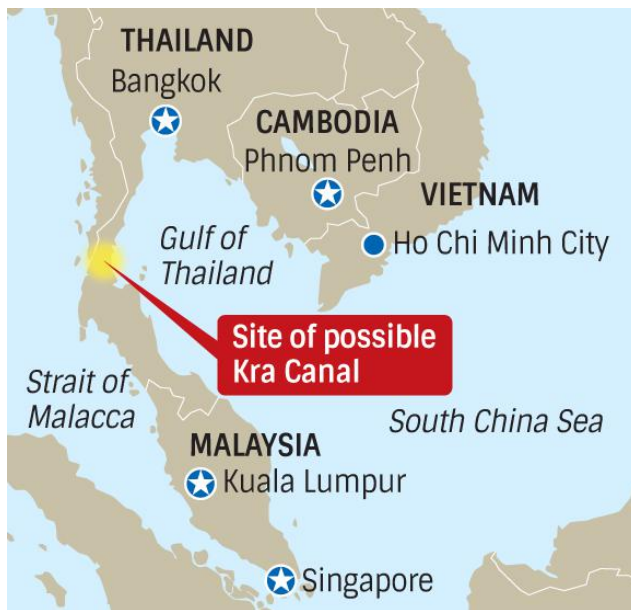 THAILAND
Bangkok
CAMBODIA
Phnom Penh
VIETNAM
Ho Chi Minh City
Gulf of
Thailand
Site of possible
Kra Canal
Strait of
Malacca
South China Sea
MALAYSIA
Kuala Lumpur
Singapore